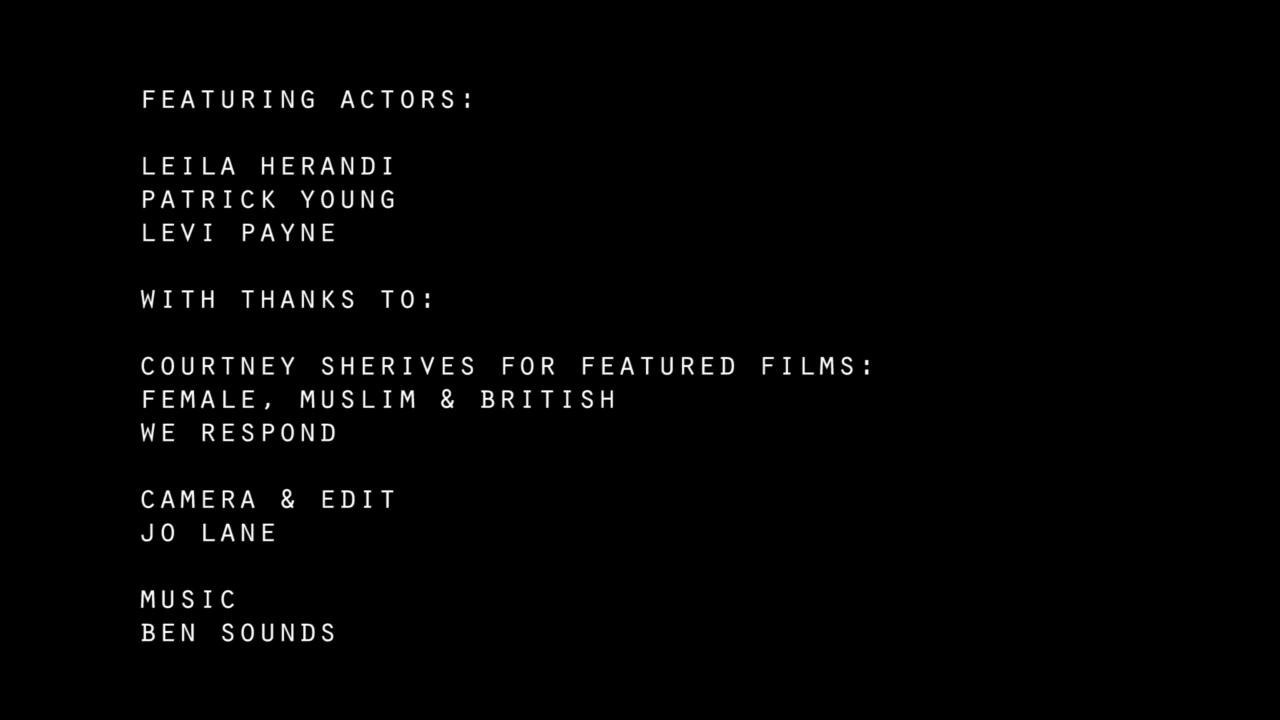 FEATURING ACTORS:
LEILA HERANDI
PATRICK YOUNG
LEVI PAYNE
WITH THANKS TO:
COURTNEY SHERIVES FOR FEATURED FILMS:
FEMALE, MUSLIM & BRITISH
WE RESPOND
CAMERA & EDIT
JO LANE
MUSIC
BEN SOUNDS